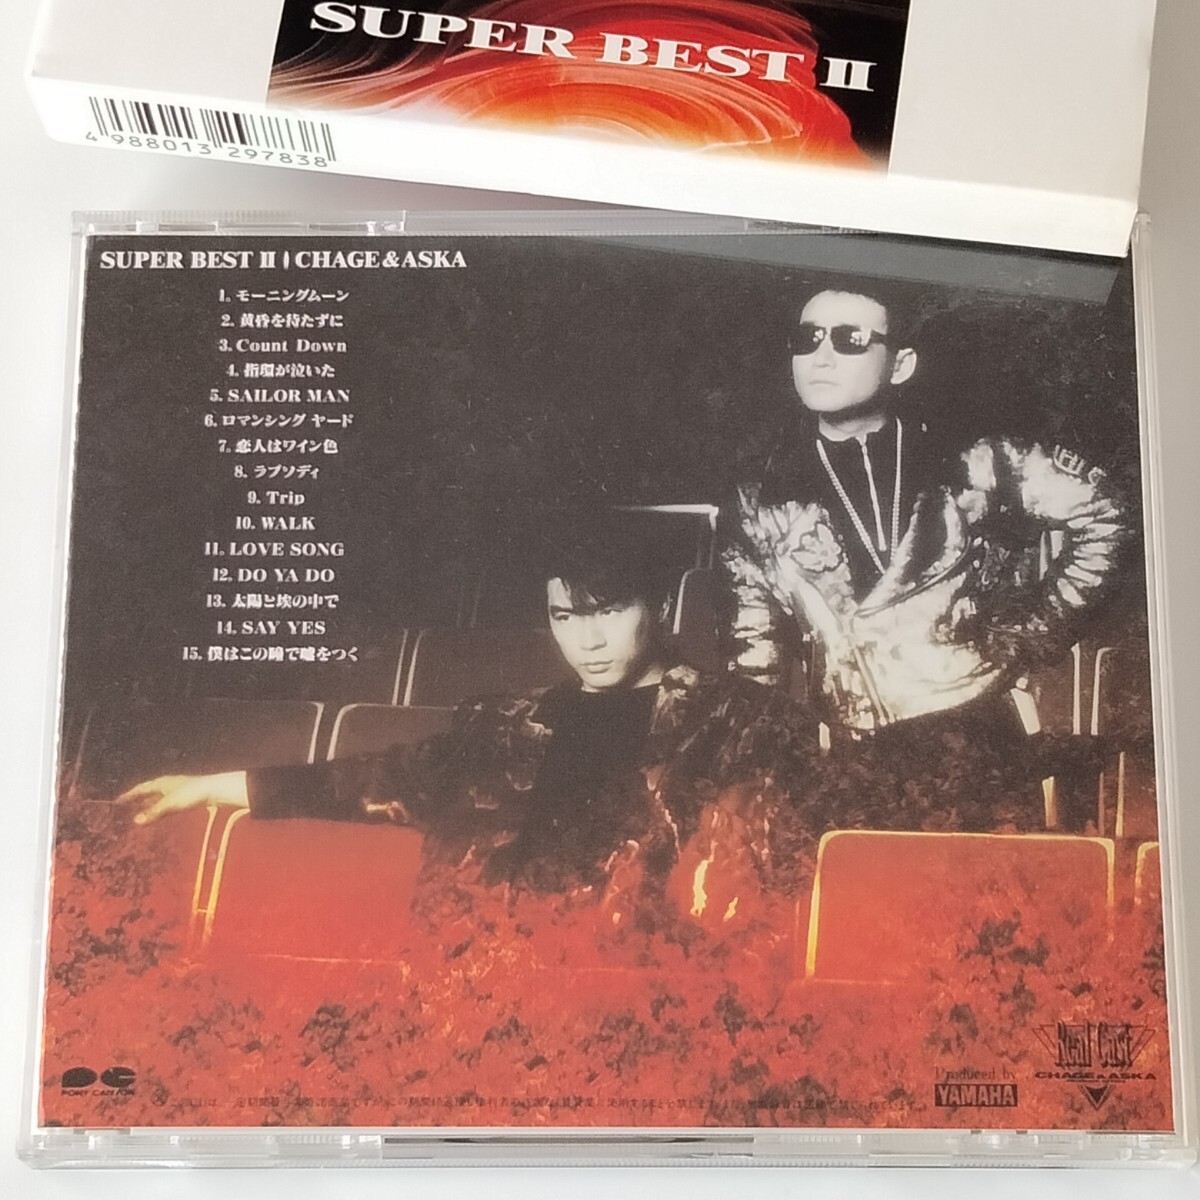 SUPER BEST II
4 988013 297838
SUPER BEST II | CHAGE&ASKA
1. モーニングムーン
2. 黄昏を待たずに
3. Count Down
4. 指環が泣いた
5. SAILOR MAN
6. ロマンシング ヤード
7. 恋人はワイン色
8. ラプソディ
9. Trip
10. WALK
11. LOVE SONG
12. DO YA DO
13. 太陽と埃の中で
14. SAY YES
15. 僕はこの瞳で嘘をつく
PONY CANYON
Produced by
YAMAHA
Real Cast
CHAGE&ASKA